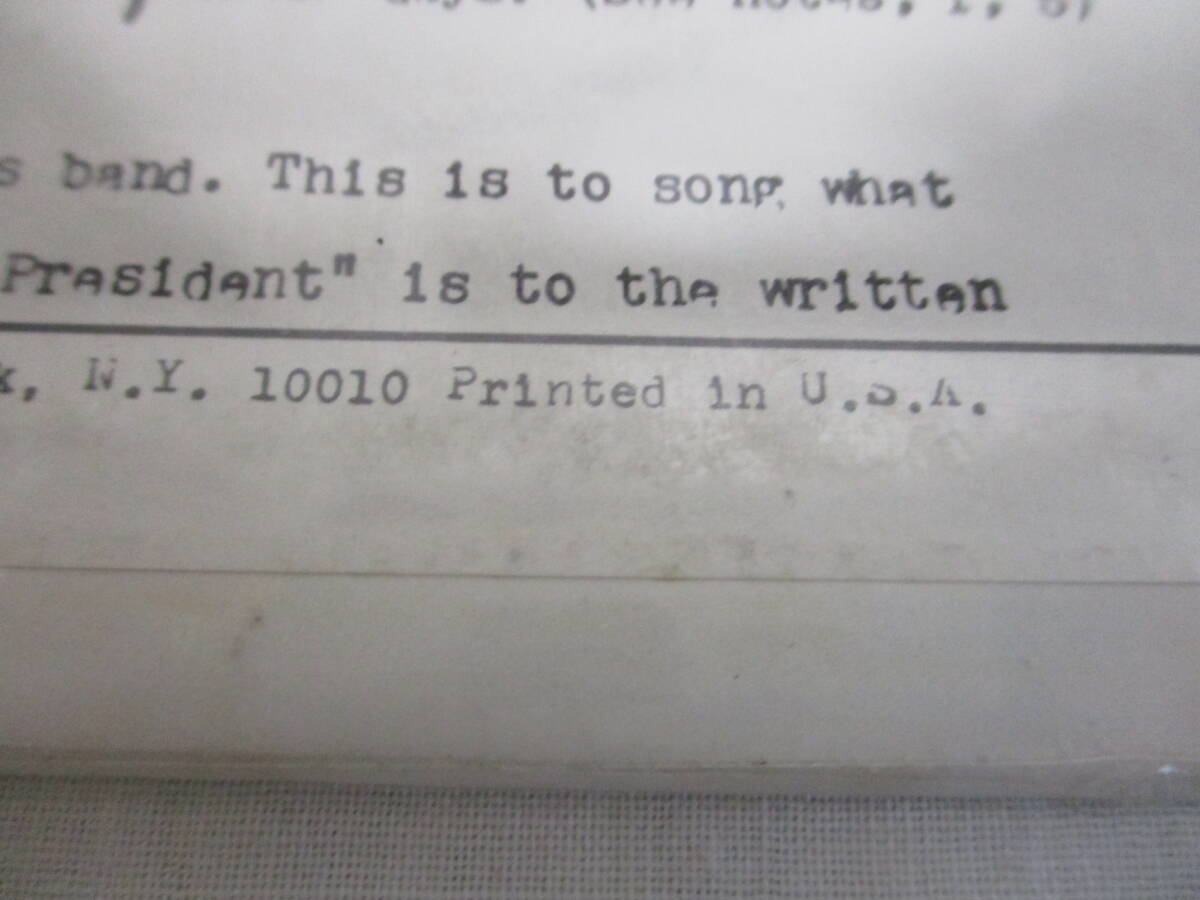 s band. This is to song what
President" is to the written
k, N.Y. 10010 Printed in U.S.A.